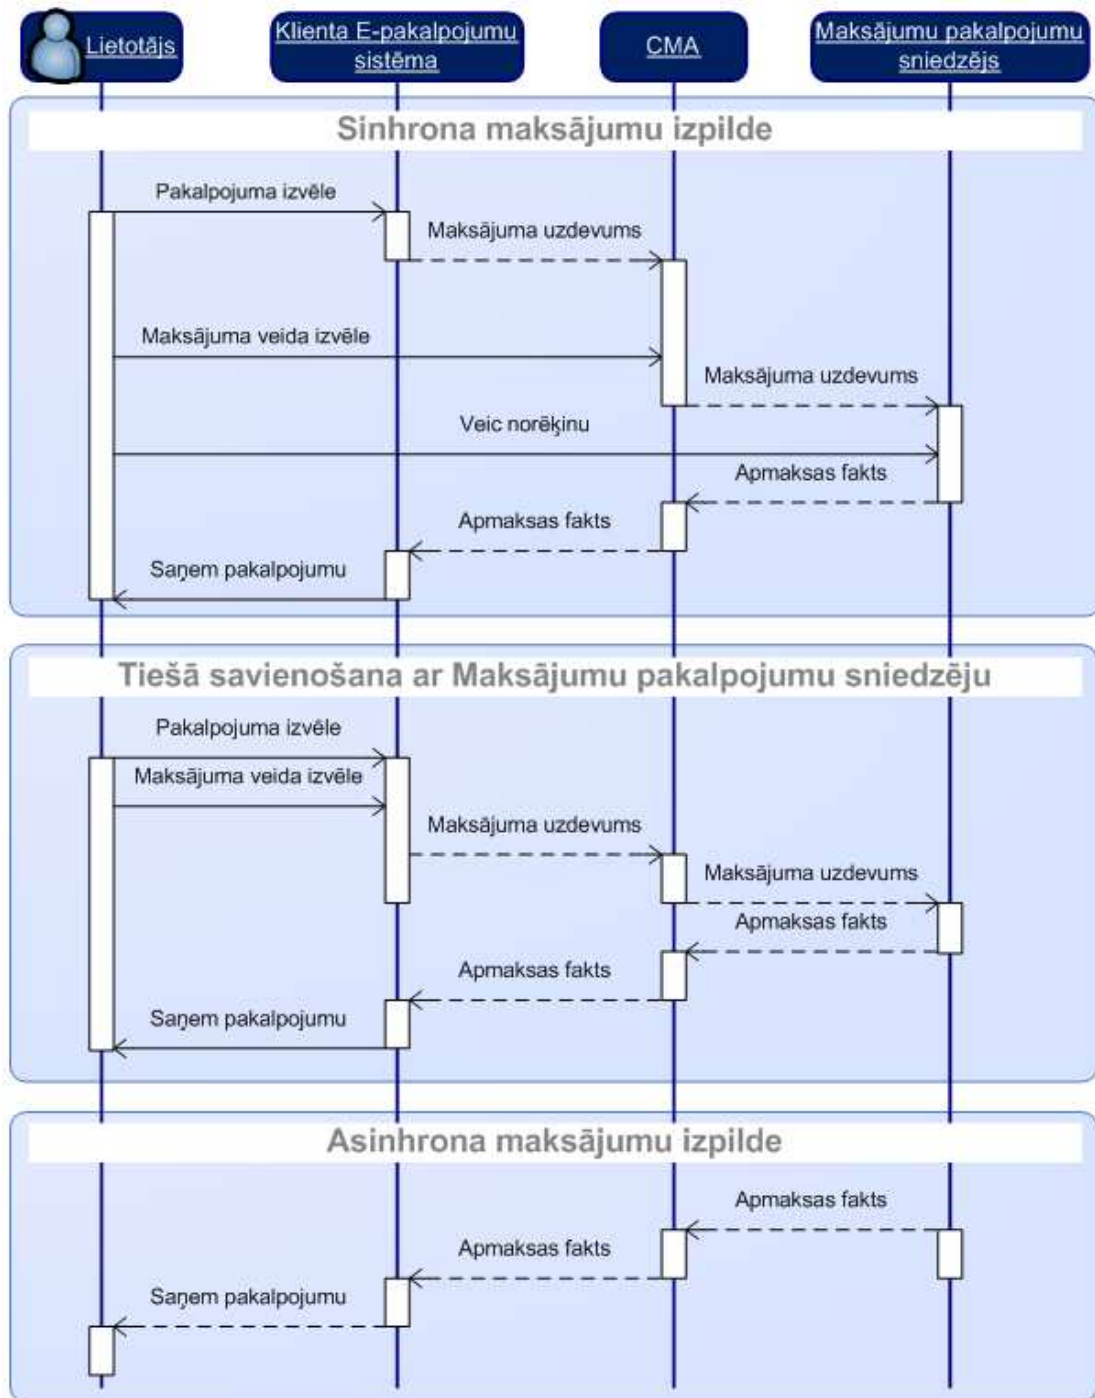 Lietotājs
Klienta E-pakalpojumu
sistēma
CMA
Maksājumu pakalpojumu
sniedzējs
Sinhrona maksājumu izpilde
Pakalpojuma izvēle
Maksājuma uzdevums
Maksājuma veida izvēle
Maksājuma uzdevums
Veic norēķinu
Apmaksas fakts
Apmaksas fakts
Saņem pakalpojumu
Tiešā savienošana ar Maksājumu pakalpojumu sniedzēju
Pakalpojuma izvēle
Maksājuma veida izvēle
Maksājuma uzdevums
Maksājuma uzdevums
Apmaksas fakts
Apmaksas fakts
Saņem pakalpojumu
Asinhrona maksājumu izpilde
Apmaksas fakts
Apmaksas fakts
Saņem pakalpojumu